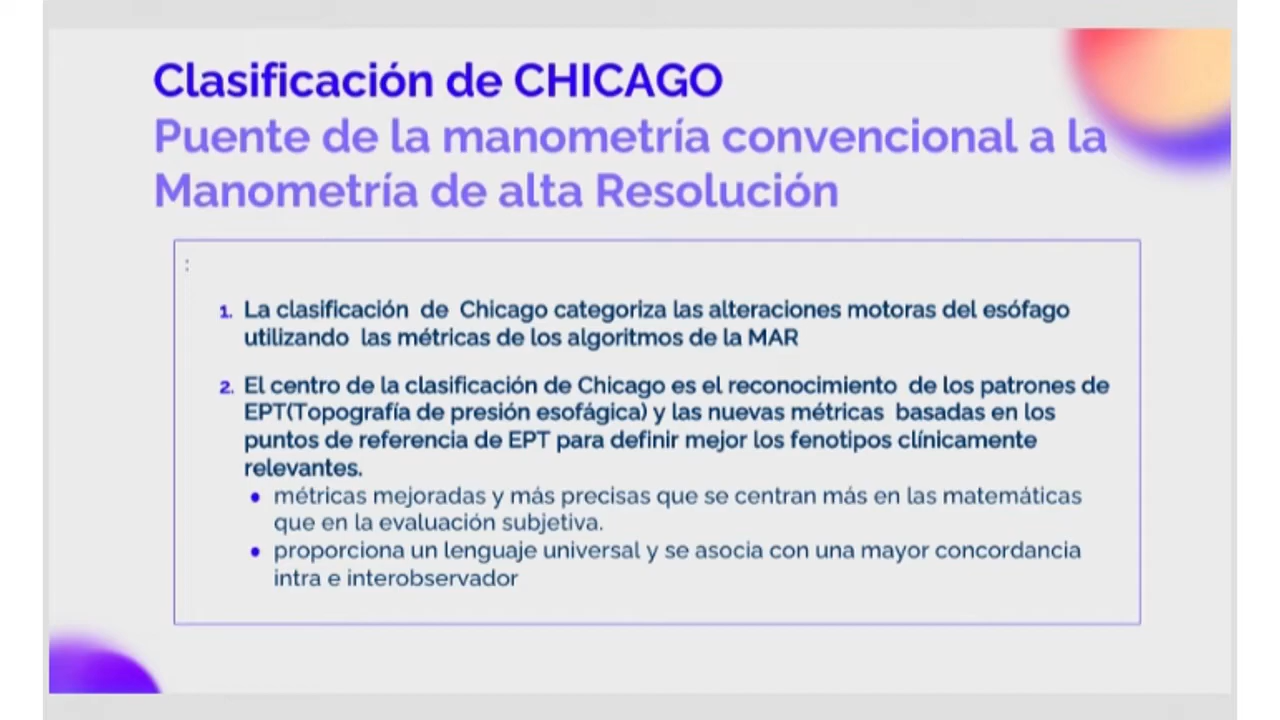 Clasificación de CHICAGO
Puente de la manometría convencional a la
Manometría de alta Resolución
:
1. La clasificación de Chicago categoriza las alteraciones motoras del esófago
utilizando las métricas de los algoritmos de la MAR
2. El centro de la clasificación de Chicago es el reconocimiento de los patrones de
EPT(Topografía de presión esofágica) y las nuevas métricas basadas en los
puntos de referencia de EPT para definir mejor los fenotipos clínicamente
relevantes.
• métricas mejoradas y más precisas que se centran más en las matemáticas
que en la evaluación subjetiva.
• proporciona un lenguaje universal y se asocia con una mayor concordancia
intra e interobservador